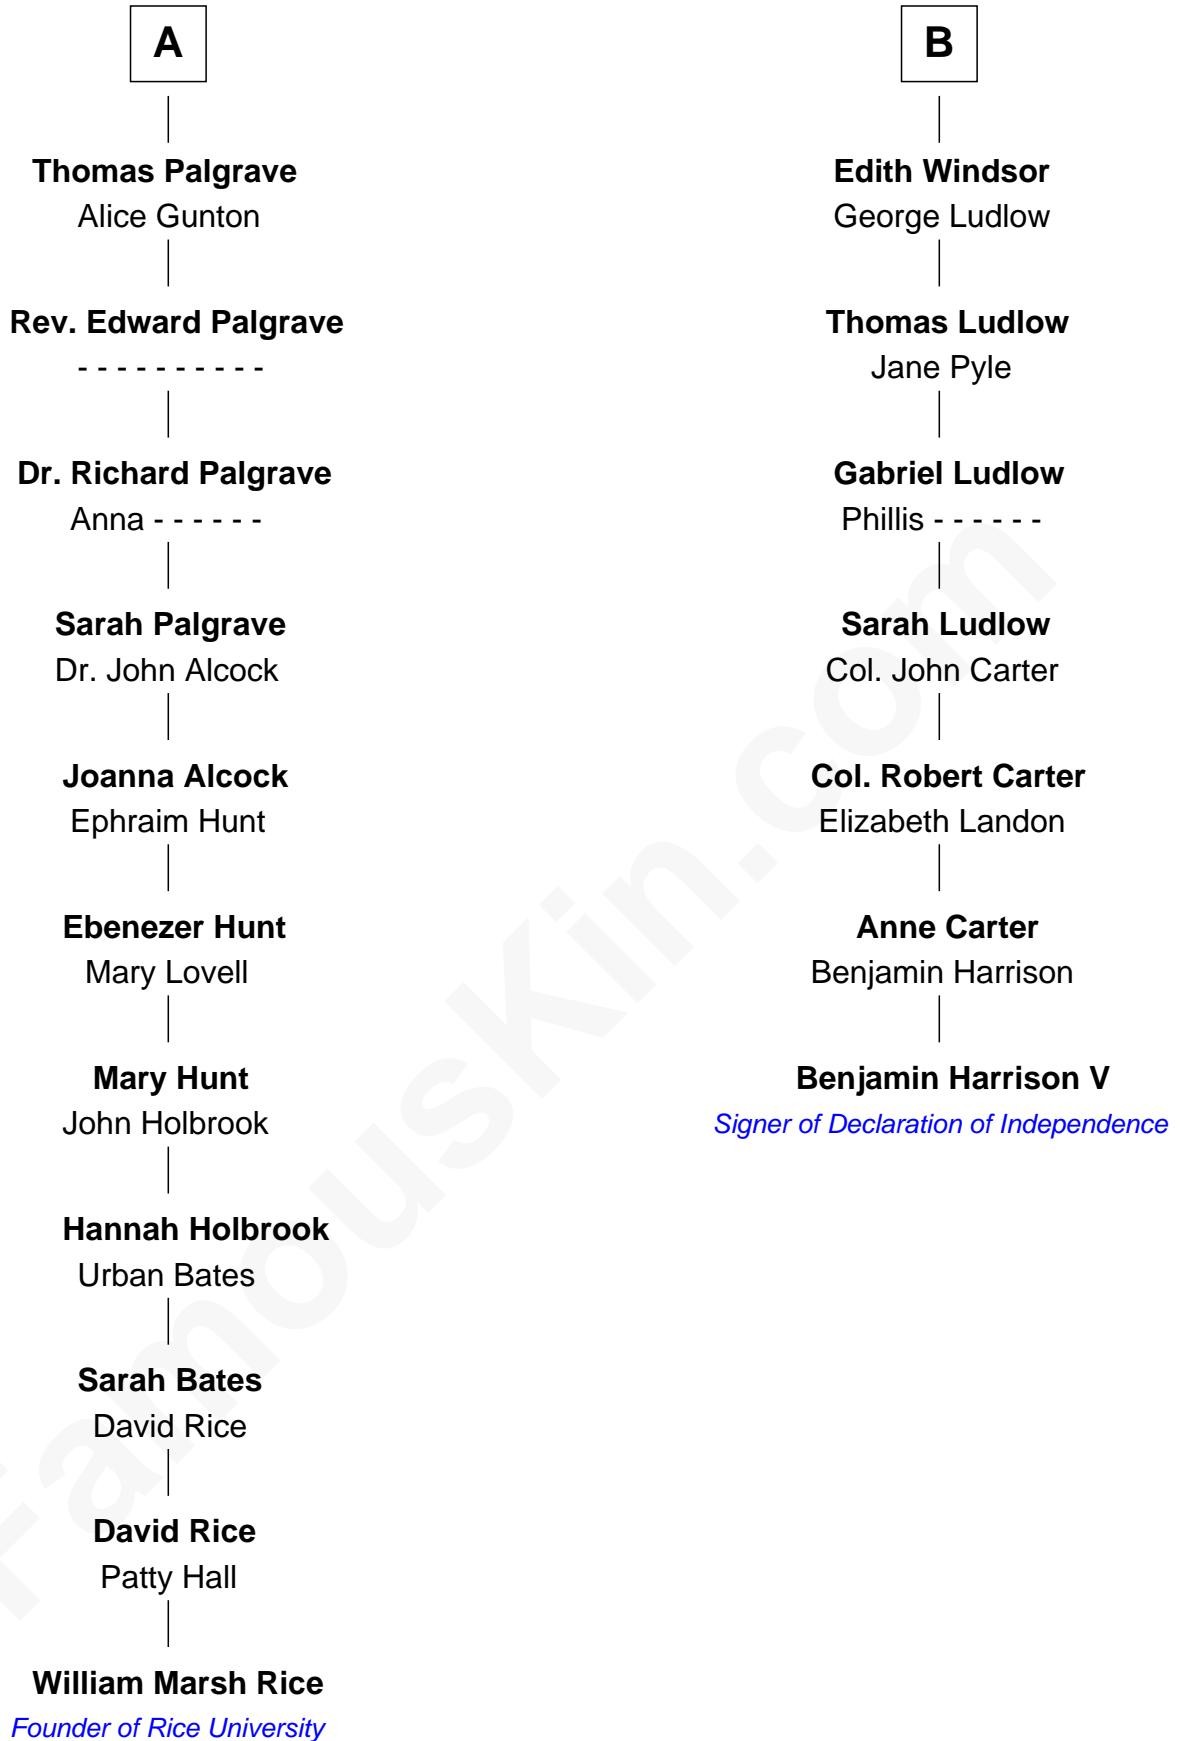 A
Thomas Palgrave
Alice Gunton
Rev. Edward Palgrave
- - - - - - - - - -
Dr. Richard Palgrave
Anna - - - - - -
Sarah Palgrave
Dr. John Alcock
Joanna Alcock
Ephraim Hunt
Ebenezer Hunt
Mary Lovell
Mary Hunt
John Holbrook
Hannah Holbrook
Urban Bates
Sarah Bates
David Rice
David Rice
Patty Hall
William Marsh Rice
Founder of Rice University
B
Edith Windsor
George Ludlow
Thomas Ludlow
Jane Pyle
Gabriel Ludlow
Phillis - - - - - -
Sarah Ludlow
Col. John Carter
Col. Robert Carter
Elizabeth Landon
Anne Carter
Benjamin Harrison
Benjamin Harrison V
Signer of Declaration of Independence
FamousKin.com